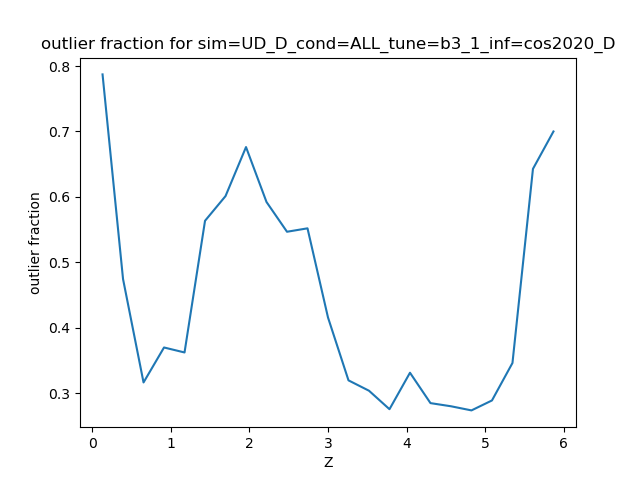 outlier fraction for sim=UD_D_cond=ALL_tune=b3_1_inf=cos2020_D
0.8
0.7
0.6
0.5
0.4
0.3
outlier fraction
0 1 2 3 4 5 6
Z